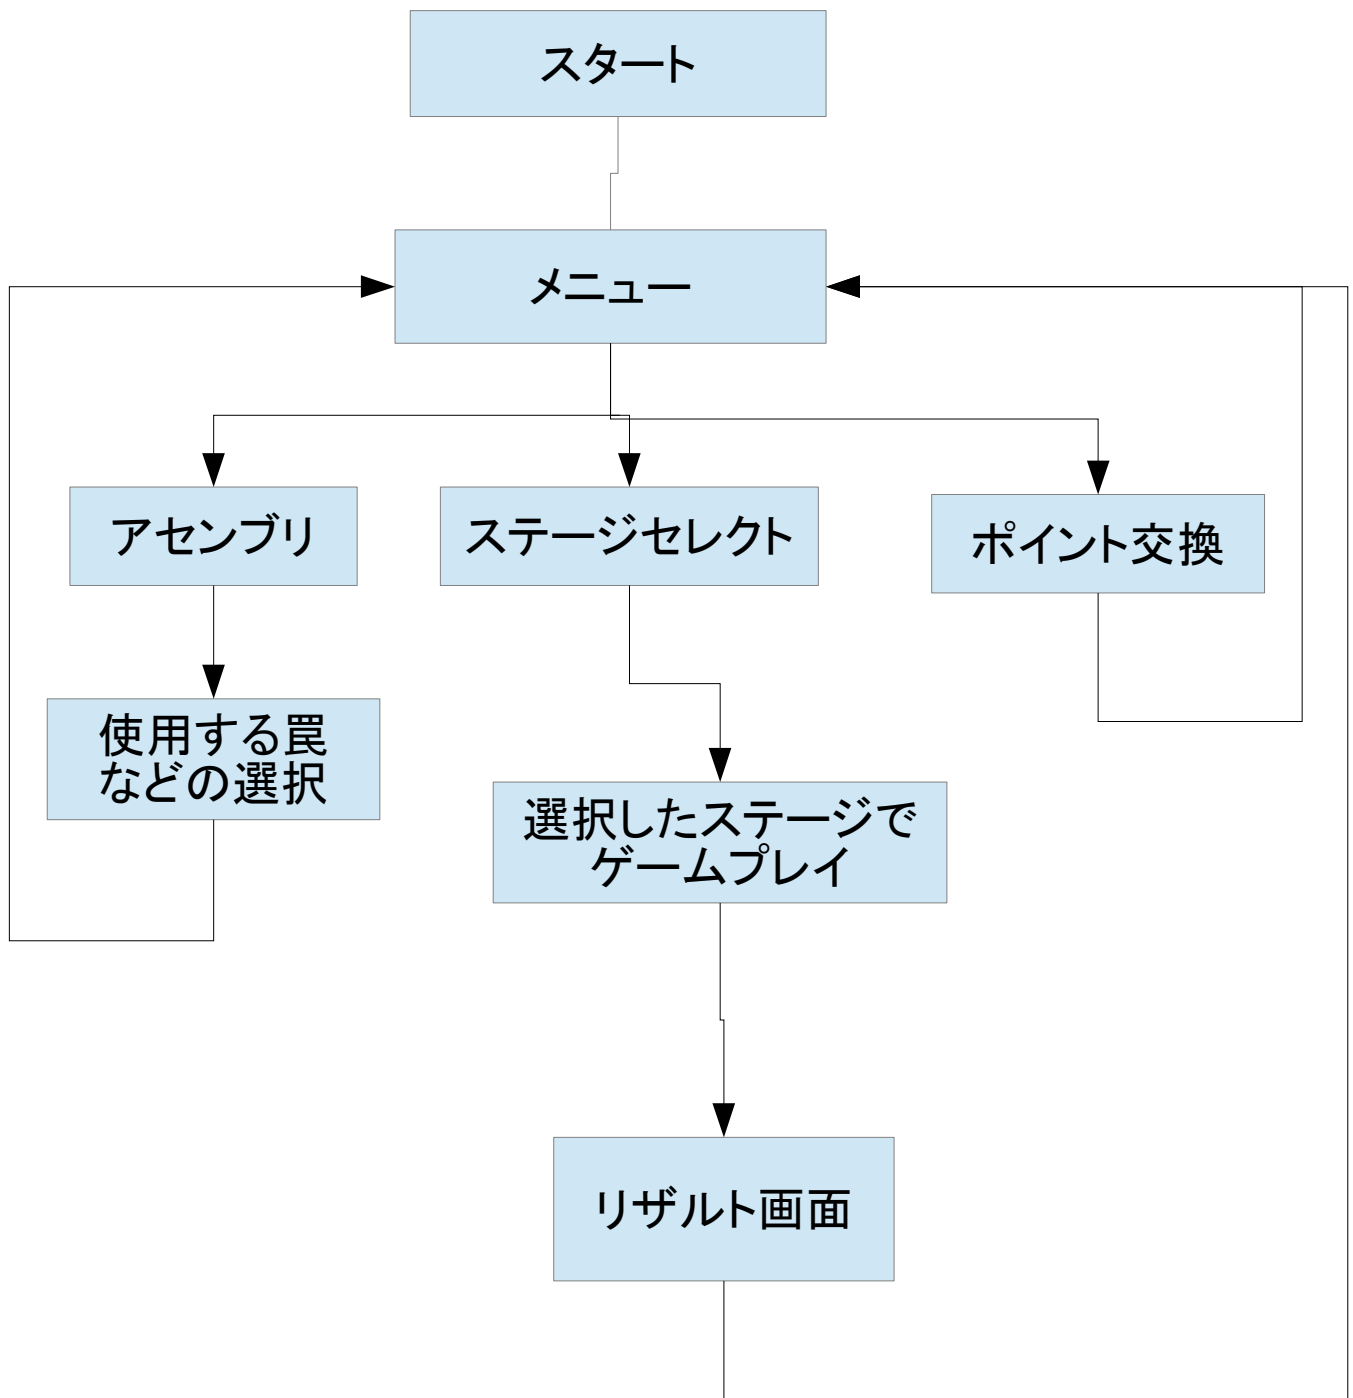 スタート
メニュー
アセンブリ
ステージセレクト
ポイント交換
使用する罠
などの選択
選択したステージで
ゲームプレイ
リザルト画面